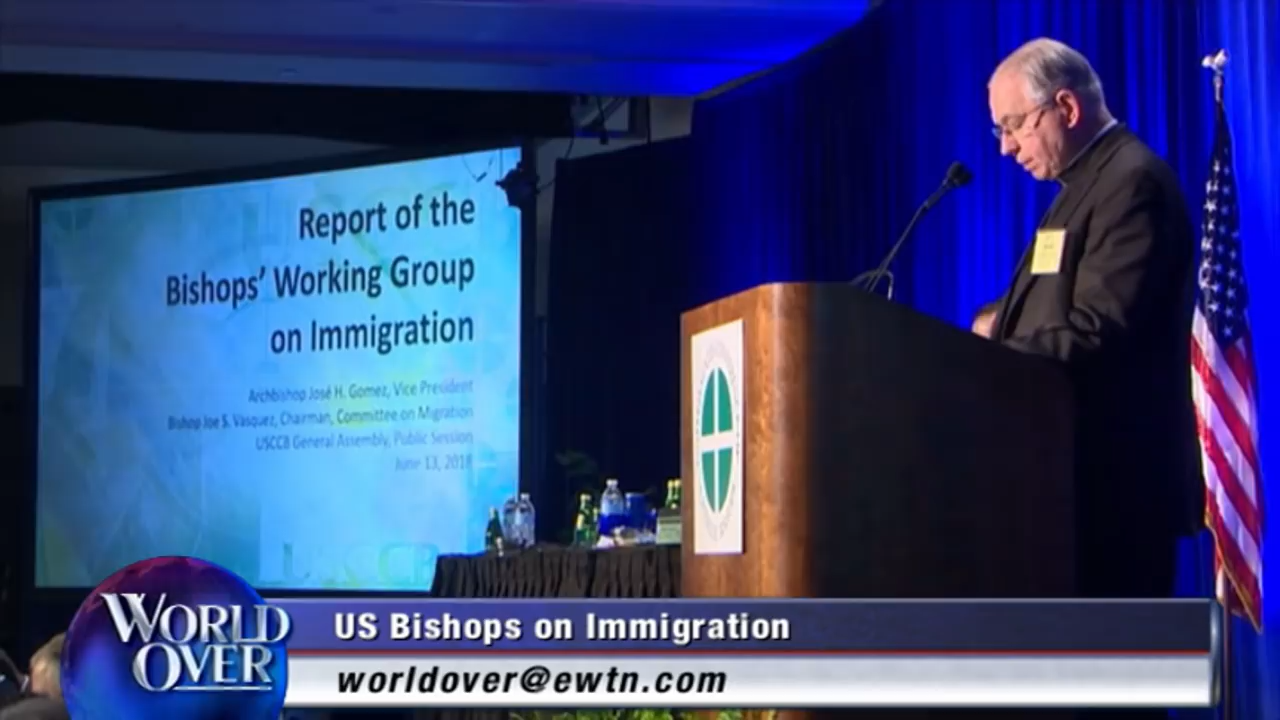 Report of the
Bishops’ Working Group
on Immigration
Archbishop José H. Gomez, Vice President
Bishop Joe S. Vasquez, Chairman, Committee on Migration
USCCB General Assembly, Public Session
June 13, 2018
USCCB
WORLD
OVER
US Bishops on Immigration
worldover@ewtn.com